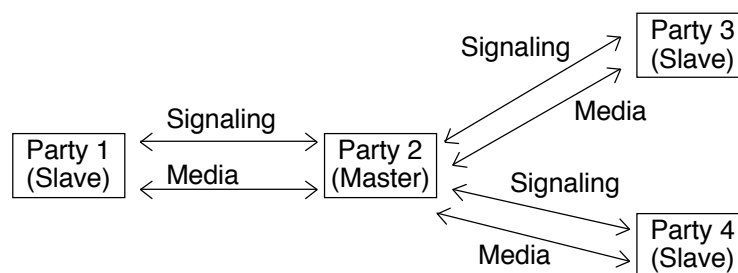 Party 1
(Slave)
Signaling
Media
Party 2
(Master)
Signaling
Media
Party 3
(Slave)
Signaling
Media
Party 4
(Slave)